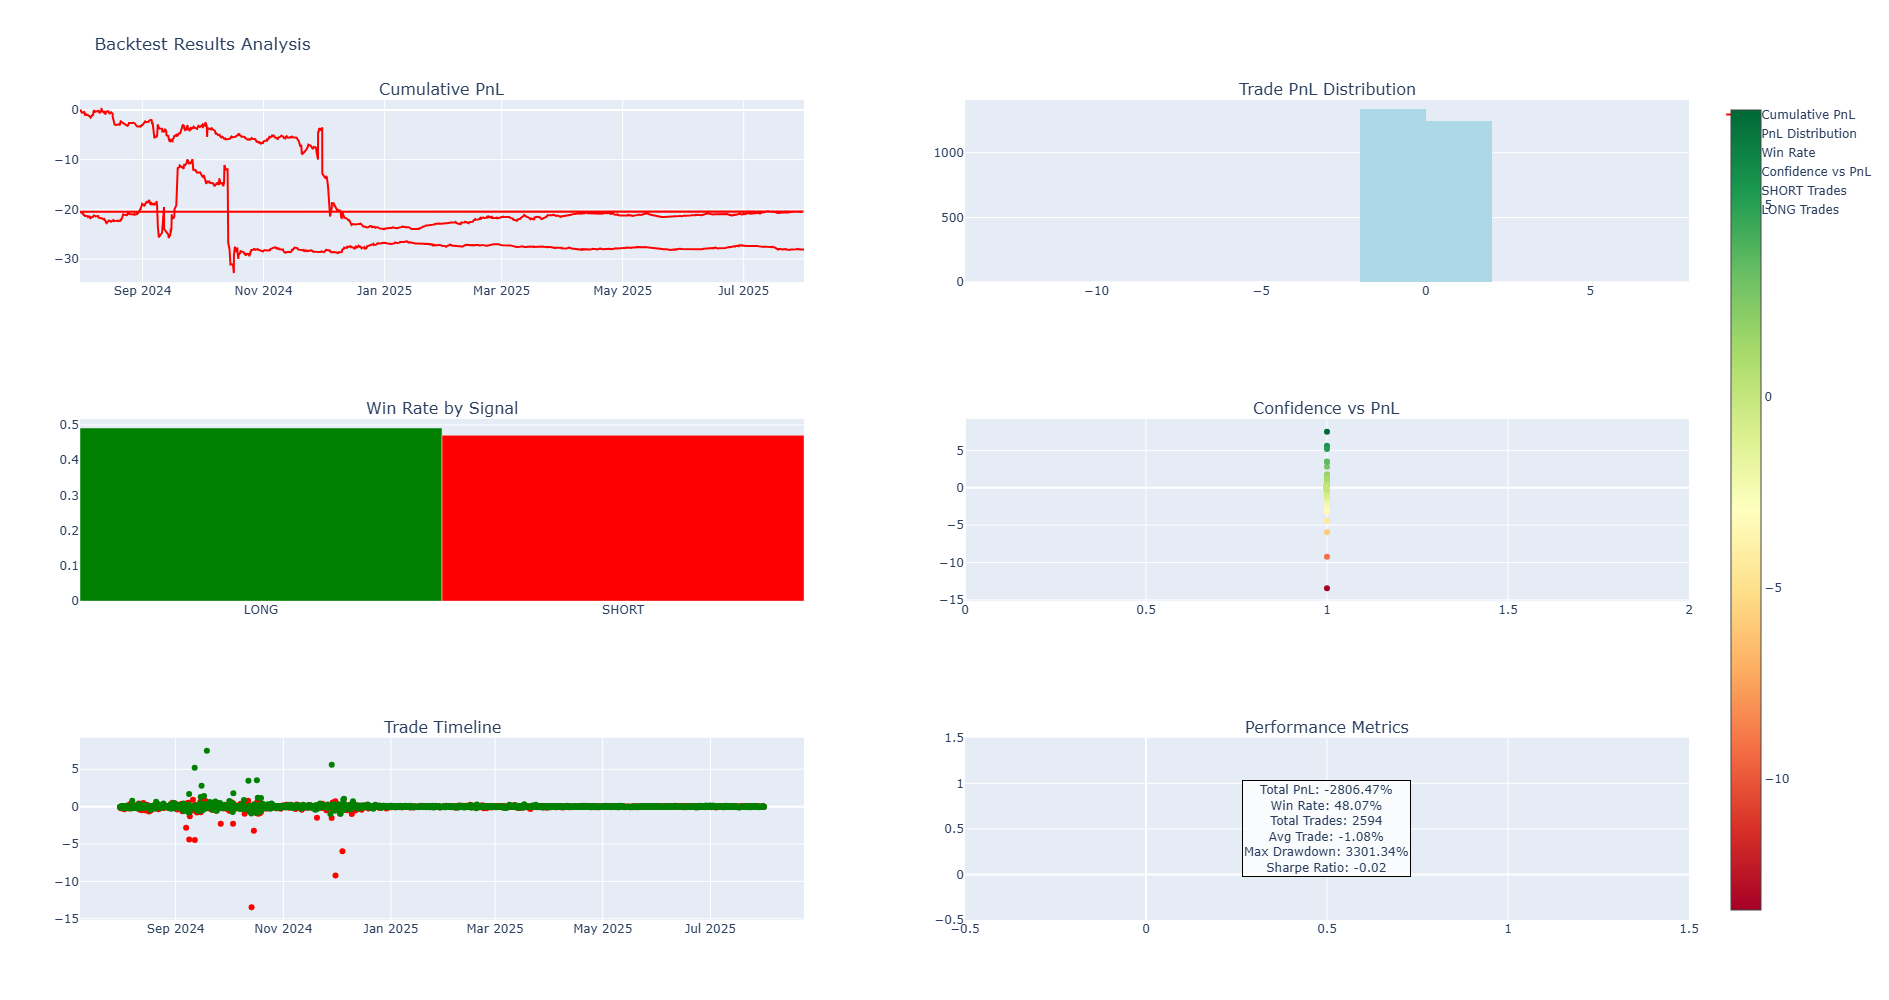 Backtest Results Analysis
Cumulative PnL
0
−10
−20
−30
Sep 2024 Nov 2024 Jan 2025 Mar 2025 May 2025 Jul 2025
Trade PnL Distribution
1000
500
0
−10 −5 0 5
Cumulative PnL
PnL Distribution
Win Rate
Confidence vs PnL
SHORT Trades
LONG Trades
5
0
−5
−10
Win Rate by Signal
0.5
0.4
0.3
0.2
0.1
0
LONG SHORT
Confidence vs PnL
5
0
−5
−10
−15
0 0.5 1 1.5 2
Trade Timeline
5
0
−5
−10
−15
Sep 2024 Nov 2024 Jan 2025 Mar 2025 May 2025 Jul 2025
Performance Metrics
1.5
1
0.5
0
−0.5
−0.5 0 0.5 1 1.5
Total PnL: -2806.47%
Win Rate: 48.07%
Total Trades: 2594
Avg Trade: -1.08%
Max Drawdown: 3301.34%
Sharpe Ratio: -0.02